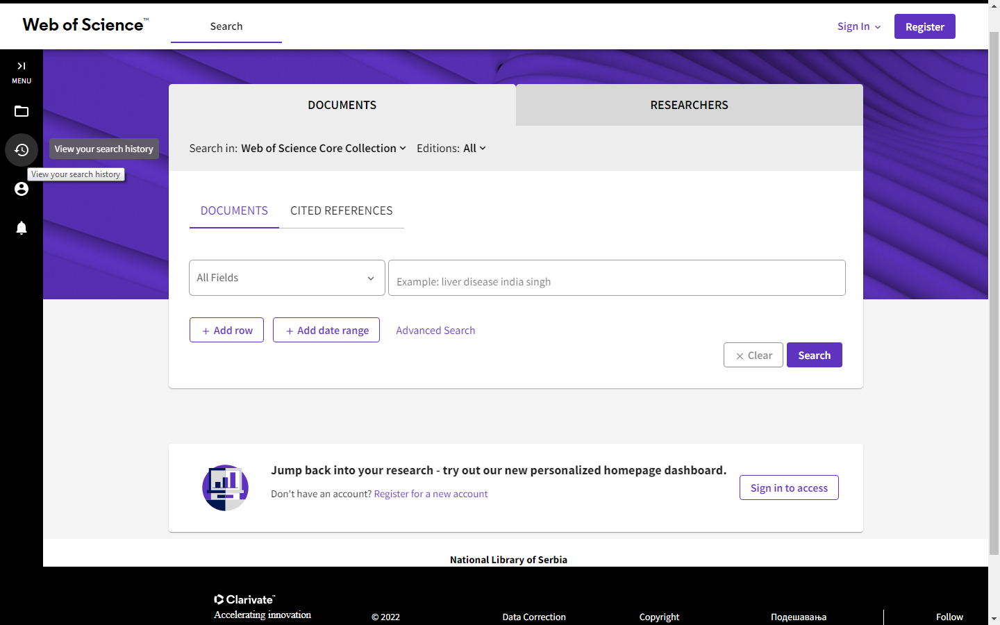 Web of Science™
Search
Sign In
Register
MENU
DOCUMENTS
RESEARCHERS
View your search history
View your search history
Search in: Web of Science Core Collection
Editions: All
DOCUMENTS
CITED REFERENCES
All Fields
Example: liver disease india singh
+ Add row
+ Add date range
Advanced Search
× Clear
Search
Jump back into your research - try out our new personalized homepage dashboard.
Don't have an account? Register for a new account
Sign in to access
National Library of Serbia
Clarivate™
Accelerating innovation
© 2022
Data Correction
Copyright
Подешавања
Follow